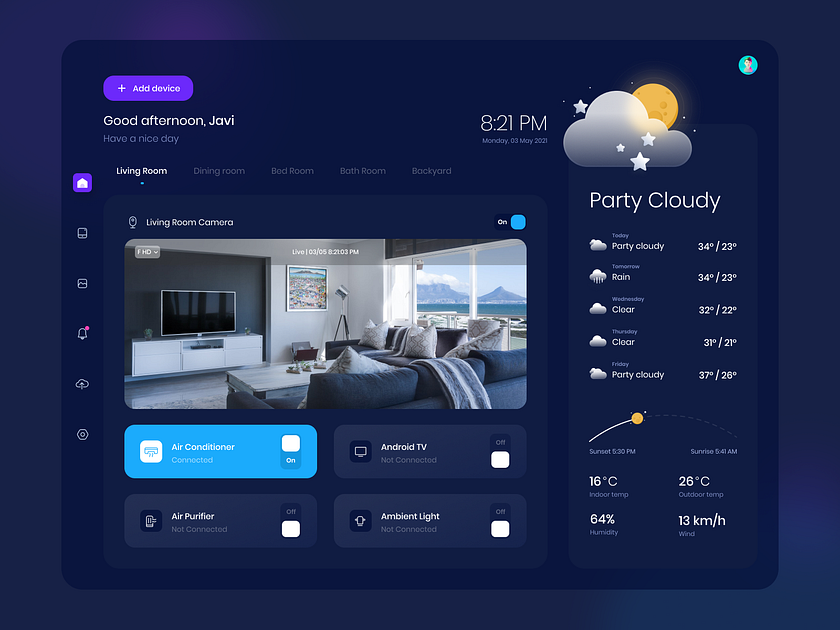 + Add device
Good afternoon, Javi
Have a nice day
8:21 PM
Monday, 03 May 2021
Living Room
Dining room
Bed Room
Bath Room
Backyard
Living Room Camera
On
F HD
Live | 03/05 8:21:03 PM
Air Conditioner
Connected
On
Android TV
Not Connected
Off
Air Purifier
Not Connected
Off
Ambient Light
Not Connected
Off
Party Cloudy
Today
Party cloudy
34° / 23°
Tomorrow
Rain
34° / 23°
Wednesday
Clear
32° / 22°
Thursday
Clear
31° / 21°
Friday
Party cloudy
37° / 26°
Sunset 5:30 PM
Sunrise 5:41 AM
16°C
Indoor temp
26°C
Outdoor temp
64%
Humidity
13 km/h
Wind